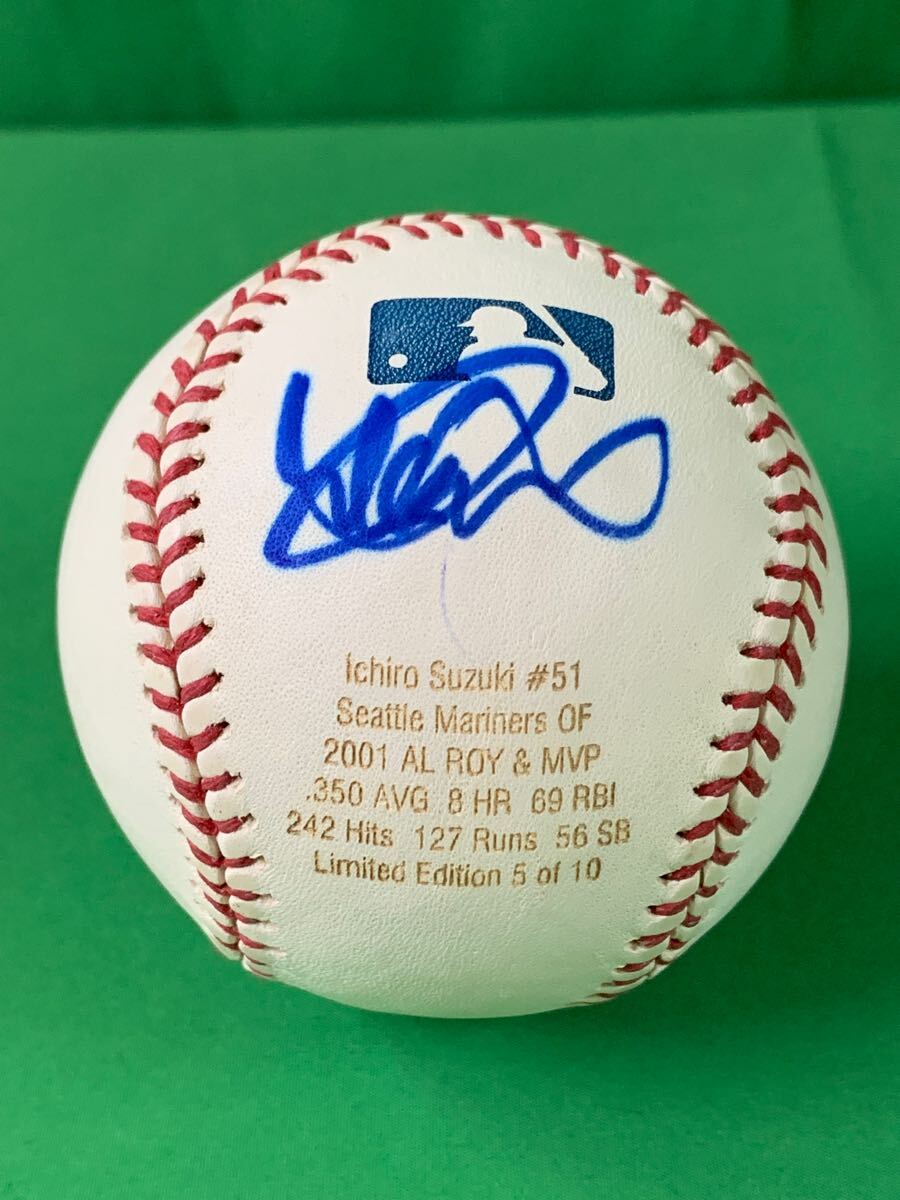 Ichiro Suzuki #51
Seattle Mariners OF
2001 AL ROY & MVP
.350 AVG 8 HR 69 RBI
242 Hits 127 Runs 56 SB
Limited Edition 5 of 10